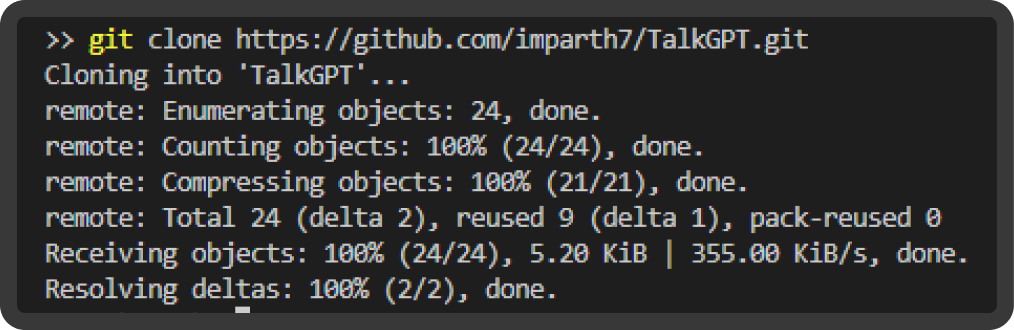 >> git clone https://github.com/imparth7/TalkGPT.git
Cloning into 'TalkGPT'...
remote: Enumerating objects: 24, done.
remote: Counting objects: 100% (24/24), done.
remote: Compressing objects: 100% (21/21), done.
remote: Total 24 (delta 2), reused 9 (delta 1), pack-reused 0
Receiving objects: 100% (24/24), 5.20 KiB | 355.00 KiB/s, done.
Resolving deltas: 100% (2/2), done.